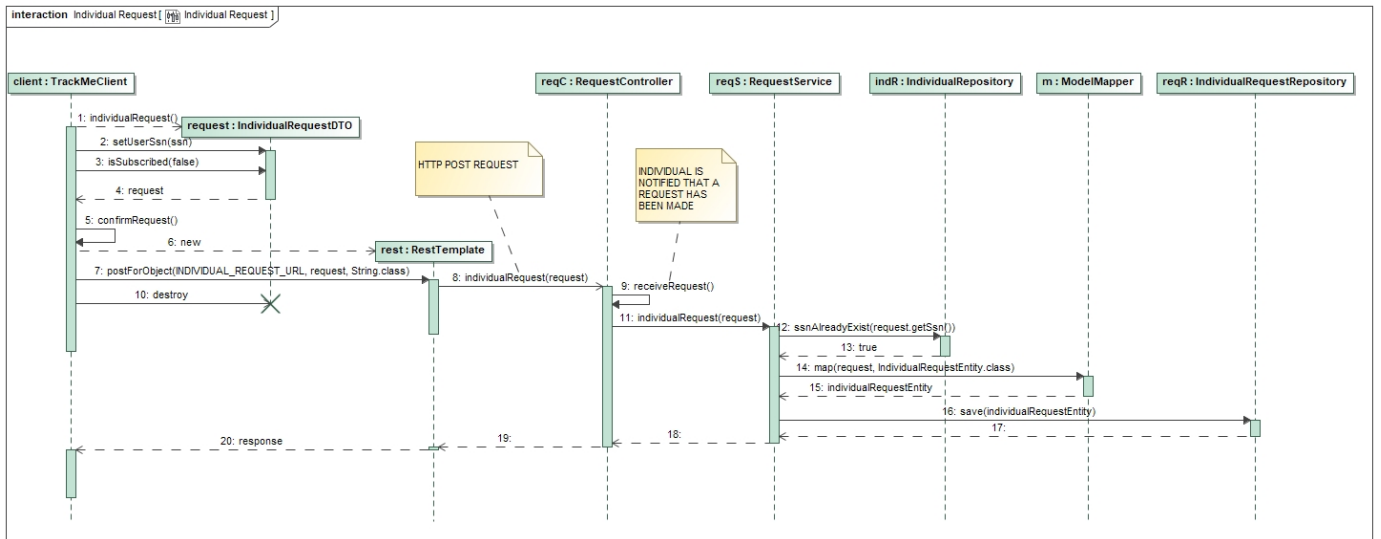 interaction Individual Request [ Individual Request ]
client : TrackMeClient
reqC : RequestController
reqS : RequestService
indR : IndividualRepository
m : ModelMapper
reqR : IndividualRequestRepository
1: individualRequest()
request : IndividualRequestDTO
2: setUserSsn(ssn)
3: isSubscribed(false)
4: request
HTTP POST REQUEST
INDIVIDUAL IS
NOTIFIED THAT A
REQUEST HAS
BEEN MADE
5: confirmRequest()
6: new
rest : RestTemplate
7: postForObject(INDIVIDUAL_REQUEST_URL, request, String.class)
8: individualRequest(request)
9: receiveRequest()
10: destroy
11: individualRequest(request)
12: ssnAlreadyExist(request.getSsn())
13: true
14: map(request, IndividualRequestEntity.class)
15: individualRequestEntity
16: save(individualRequestEntity)
17:
18:
19:
20: response